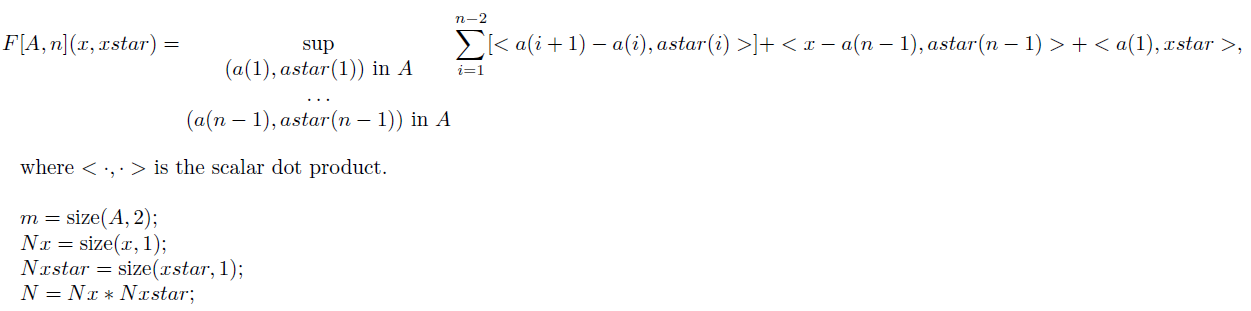 n−2
F[A, n](x, xstar) = sup ∑[< a(i + 1) − a(i), astar(i) >]+ < x − a(n − 1), astar(n − 1) > + < a(1), xstar >,
(a(1), astar(1)) in A i=1
. . .
(a(n − 1), astar(n − 1)) in A
where < ·, · > is the scalar dot product.
m = size(A, 2);
Nx = size(x, 1);
Nxstar = size(xstar, 1);
N = Nx ∗ Nxstar;